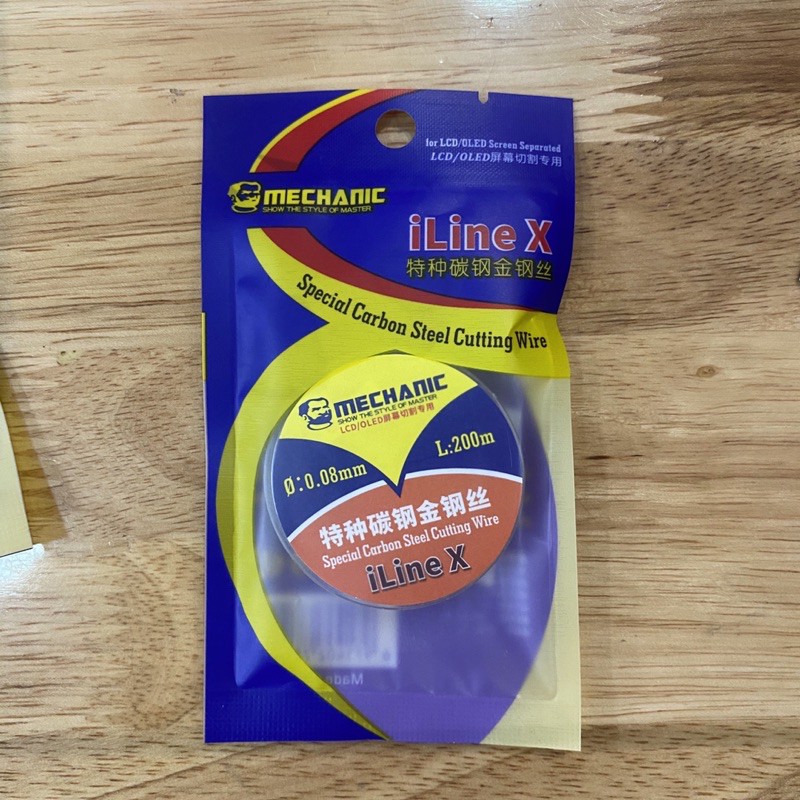 for LCD/OLED Screen Separated
LCD/OLED屏幕切割专用
MECHANIC
SHOW THE STYLE OF MASTER
iLine X
特种碳钢金钢丝
Special Carbon Steel Cutting Wire
MECHANIC
SHOW THE STYLE OF MASTER
LCD/OLED屏幕切割专用
Ø:0.08mm
L:200m
特种碳钢金钢丝
Special Carbon Steel Cutting Wire
iLine X
Made